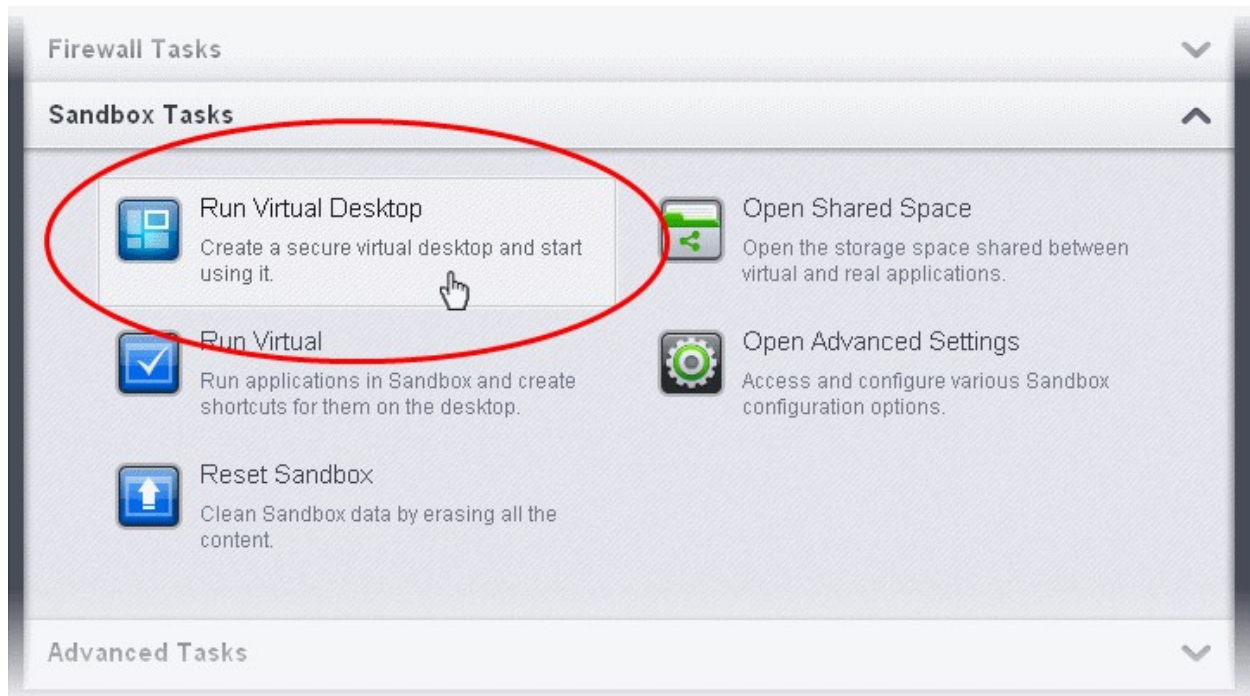 Firewall Tasks
Sandbox Tasks
Run Virtual Desktop
Create a secure virtual desktop and start
using it.
Open Shared Space
Open the storage space shared between
virtual and real applications.
Run Virtual
Run applications in Sandbox and create
shortcuts for them on the desktop.
Open Advanced Settings
Access and configure various Sandbox
configuration options.
Reset Sandbox
Clean Sandbox data by erasing all the
content.
Advanced Tasks